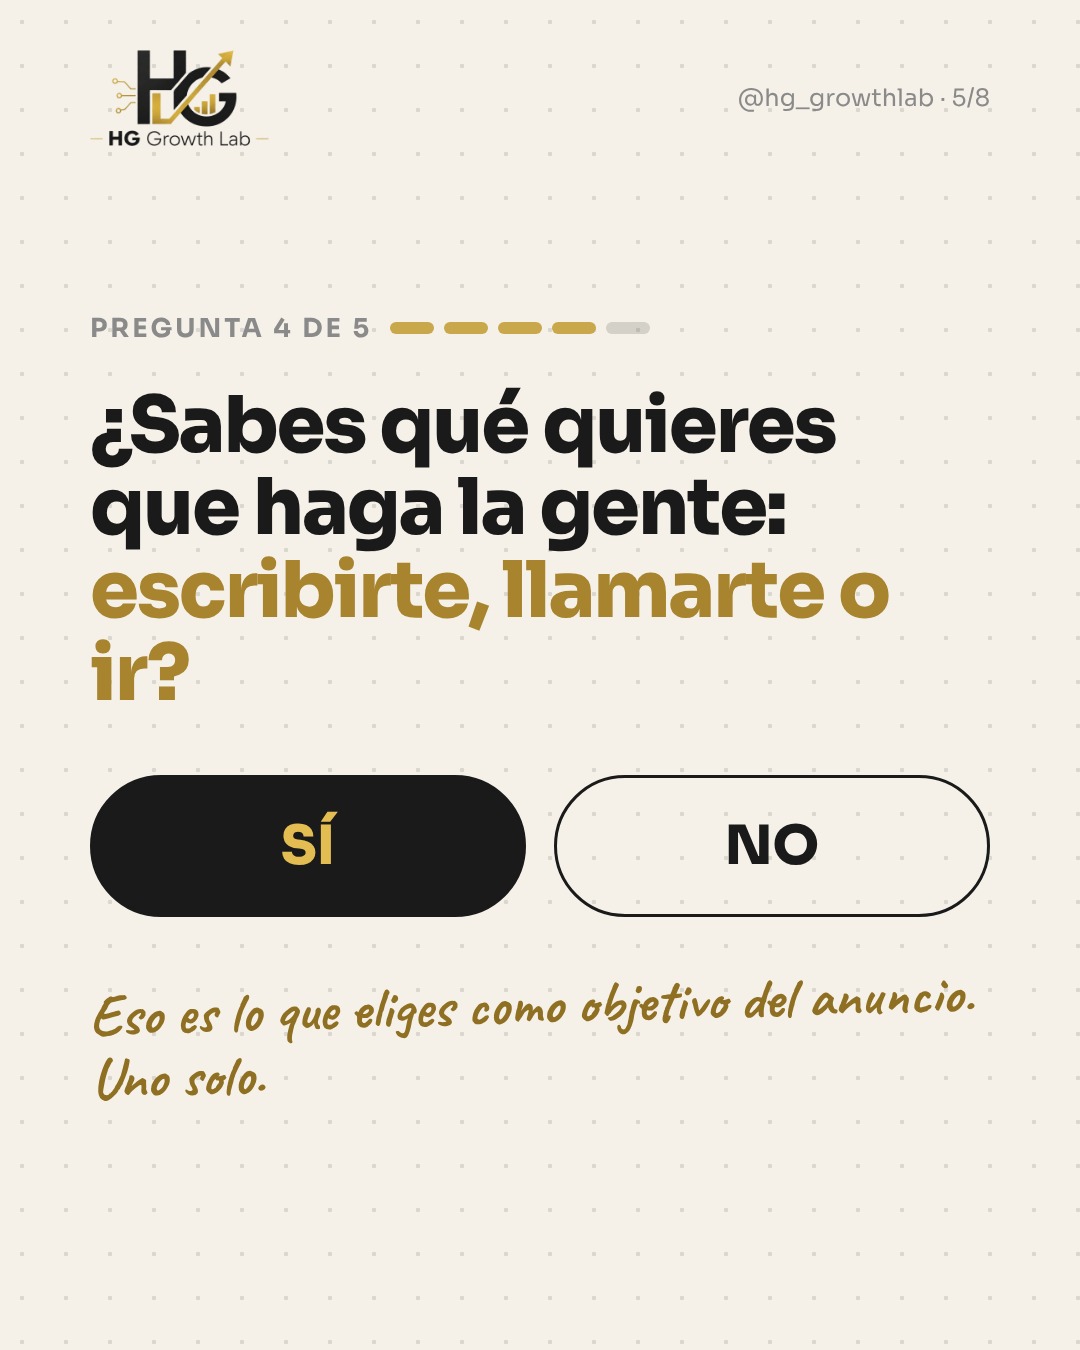 HG
HG Growth Lab
@hg_growthlab · 5/8
PREGUNTA 4 DE 5
¿Sabes qué quieres
que haga la gente:
escribirte, llamarte o
ir?
SÍ
NO
Eso es lo que eliges como objetivo del anuncio.
Uno solo.